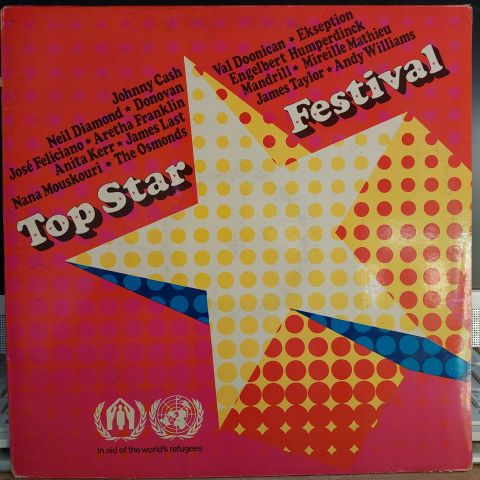 Johnny Cash
Neil Diamond • Donovan
José Feliciano • Aretha Franklin
Anita Kerr • James Last
Nana Mouskouri • The Osmonds
Val Doonican • Ekseption
Engelbert Humperdinck
Mandrill • Mireille Mathieu
James Taylor • Andy Williams
Top Star
Festival
In aid of the world's refugees